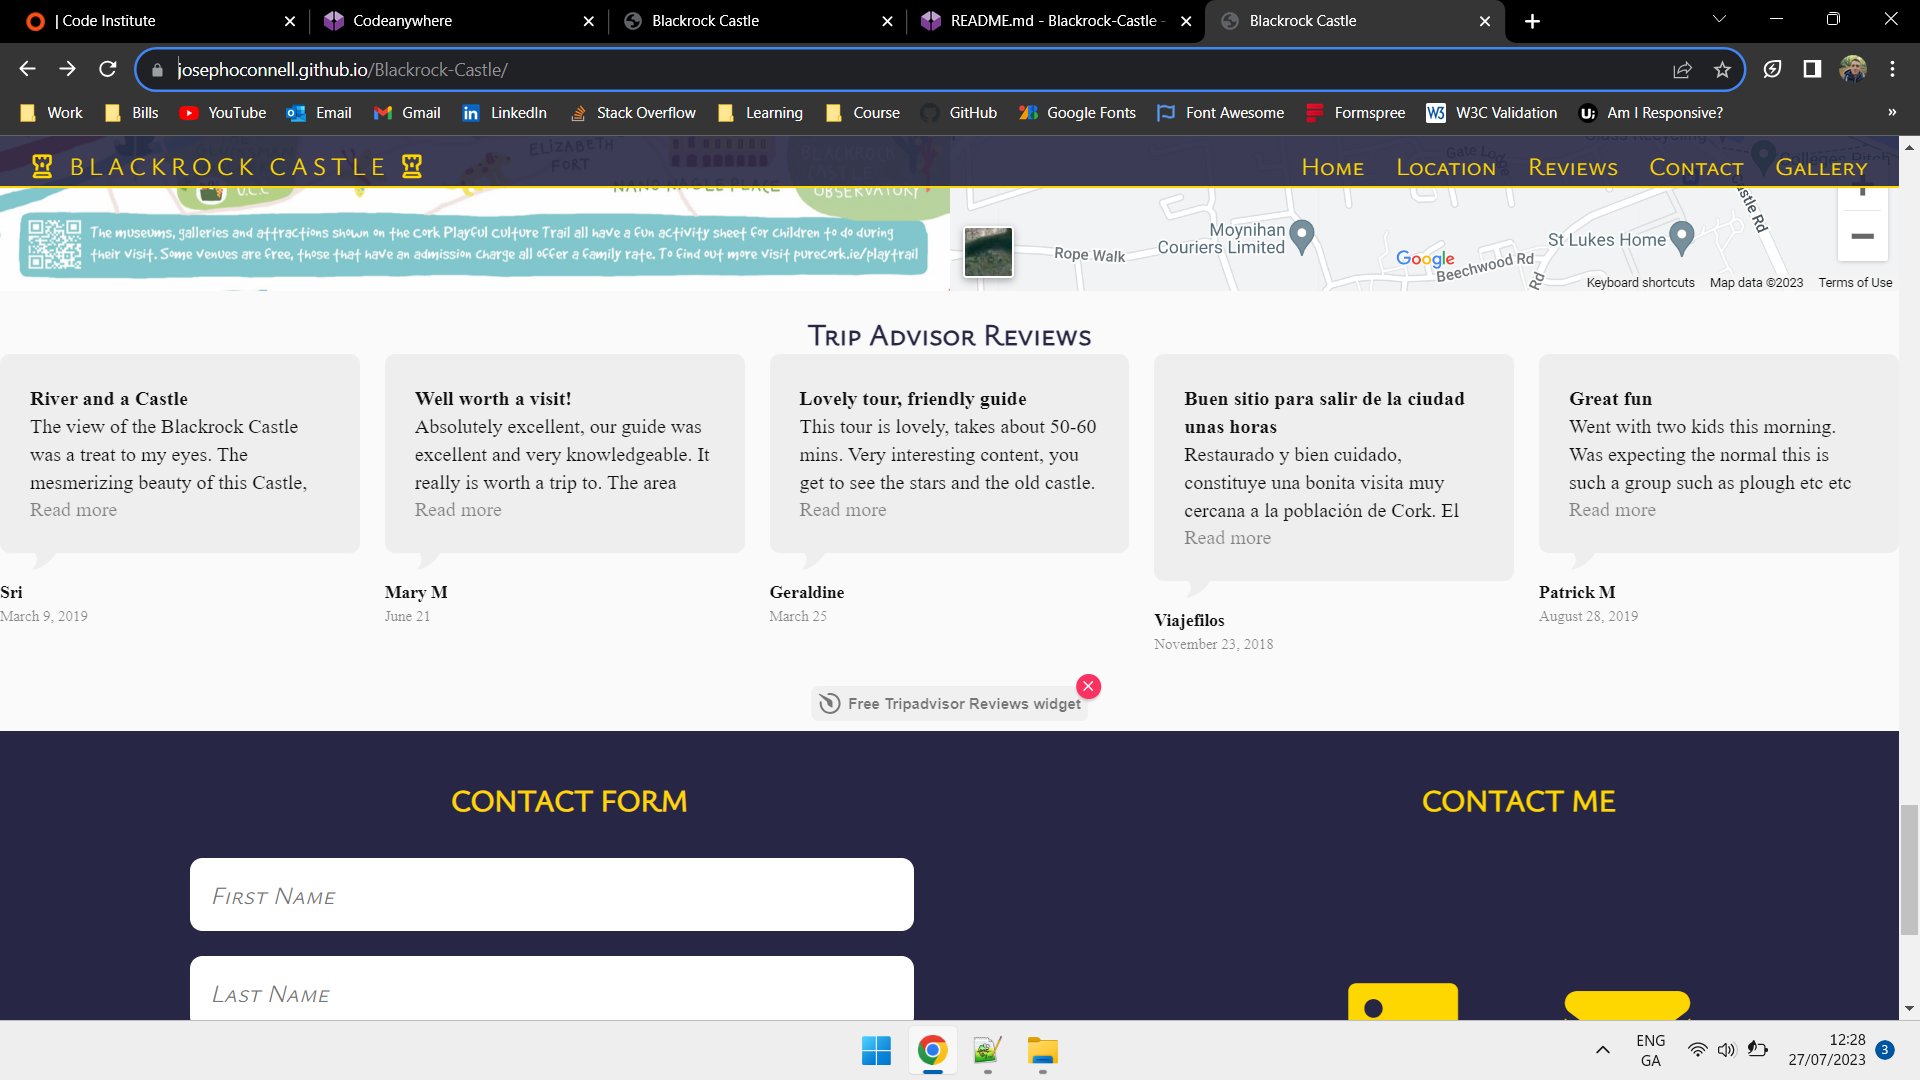 | Code Institute
Codeanywhere
Blackrock Castle
README.md - Blackrock-Castle -
Blackrock Castle
josephoconnell.github.io/Blackrock-Castle/
Work
Bills
YouTube
Email
Gmail
LinkedIn
Stack Overflow
Learning
Course
GitHub
Google Fonts
Font Awesome
Formspree
W3C Validation
Am I Responsive?
»
BLACKROCK CASTLE
Home
Location
Reviews
Contact
Gallery
ELIZABETH
FORT
NANO NAGLE PLACE
U.C.C
BLACKROCK
CASTLE
OBSERVATORY
The museums, galleries and attractions shown on the Cork Playful Culture Trail all have a fun activity sheet for children to do during
their visit. Some venues are free, those that have an admission charge all offer a family rate. To find out more visit purecork.ie/playtrail
Rope Walk
Moynihan
Couriers Limited
Google
Beechwood Rd
Rd
St Lukes Home
astle Rd
Keyboard shortcuts
Map data ©2023
Terms of Use
Trip Advisor Reviews
River and a Castle
The view of the Blackrock Castle
was a treat to my eyes. The
mesmerizing beauty of this Castle,
Read more
Sri
March 9, 2019
Well worth a visit!
Absolutely excellent, our guide was
excellent and very knowledgeable. It
really is worth a trip to. The area
Read more
Mary M
June 21
Lovely tour, friendly guide
This tour is lovely, takes about 50-60
mins. Very interesting content, you
get to see the stars and the old castle.
Read more
Geraldine
March 25
Buen sitio para salir de la ciudad
unas horas
Restaurado y bien cuidado,
constituye una bonita visita muy
cercana a la población de Cork. El
Read more
Viajefilos
November 23, 2018
Great fun
Went with two kids this morning.
Was expecting the normal this is
such a group such as plough etc etc
Read more
Patrick M
August 28, 2019
Free Tripadvisor Reviews widget
CONTACT FORM
First Name
Last Name
CONTACT ME
ENG
GA
12:28
27/07/2023
3